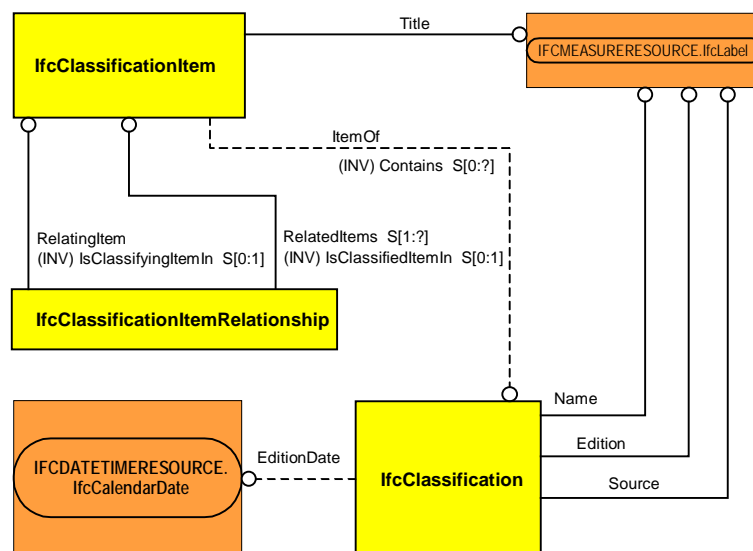 Title
IfcClassificationItem
IFCMEASURERESOURCE.IfcLabel
ItemOf
(INV) Contains S[0:?]
RelatingItem
(INV) IsClassifyingItemIn S[0:1]
RelatedItems S[1:?]
(INV) IsClassifiedItemIn S[0:1]
IfcClassificationItemRelationship
Name
Edition
Source
EditionDate
IfcClassification
IFCDATETIMERESOURCE.
IfcCalendarDate